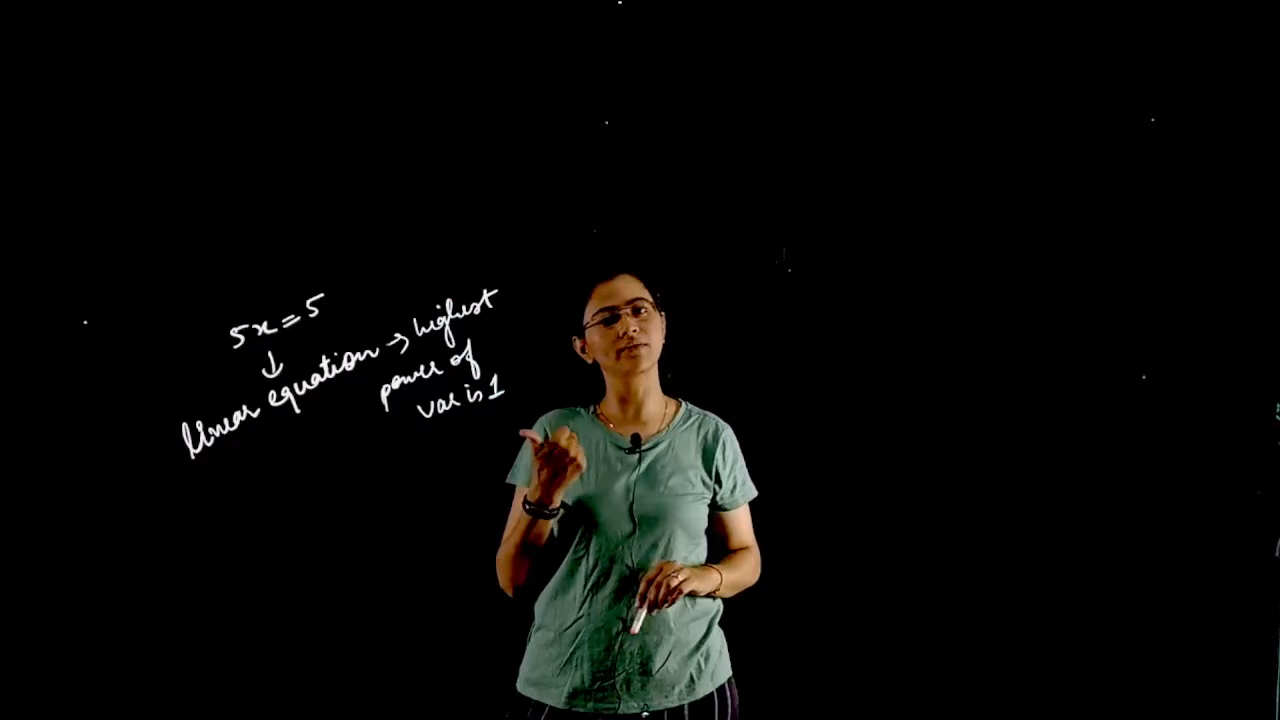 5x = 5
↓
linear equation → highest
power of
var is 1